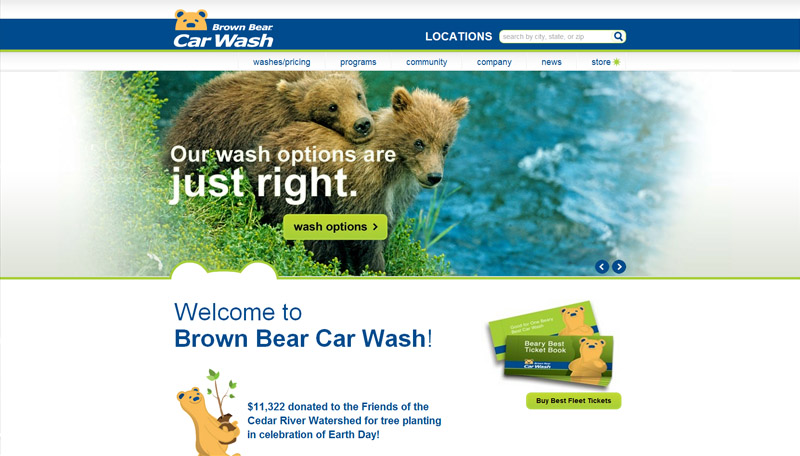 Brown Bear
Car Wash
LOCATIONS
search by city, state, or zip
washes/pricing programs community company news store
Our wash options are
just right.
wash options
Welcome to
Brown Bear Car Wash!
Good for One Beary
Best Car Wash
Beary Best
Ticket Book
Brown Bear
Car Wash
Buy Best Fleet Tickets
$11,322 donated to the Friends of the
Cedar River Watershed for tree planting
in celebration of Earth Day!